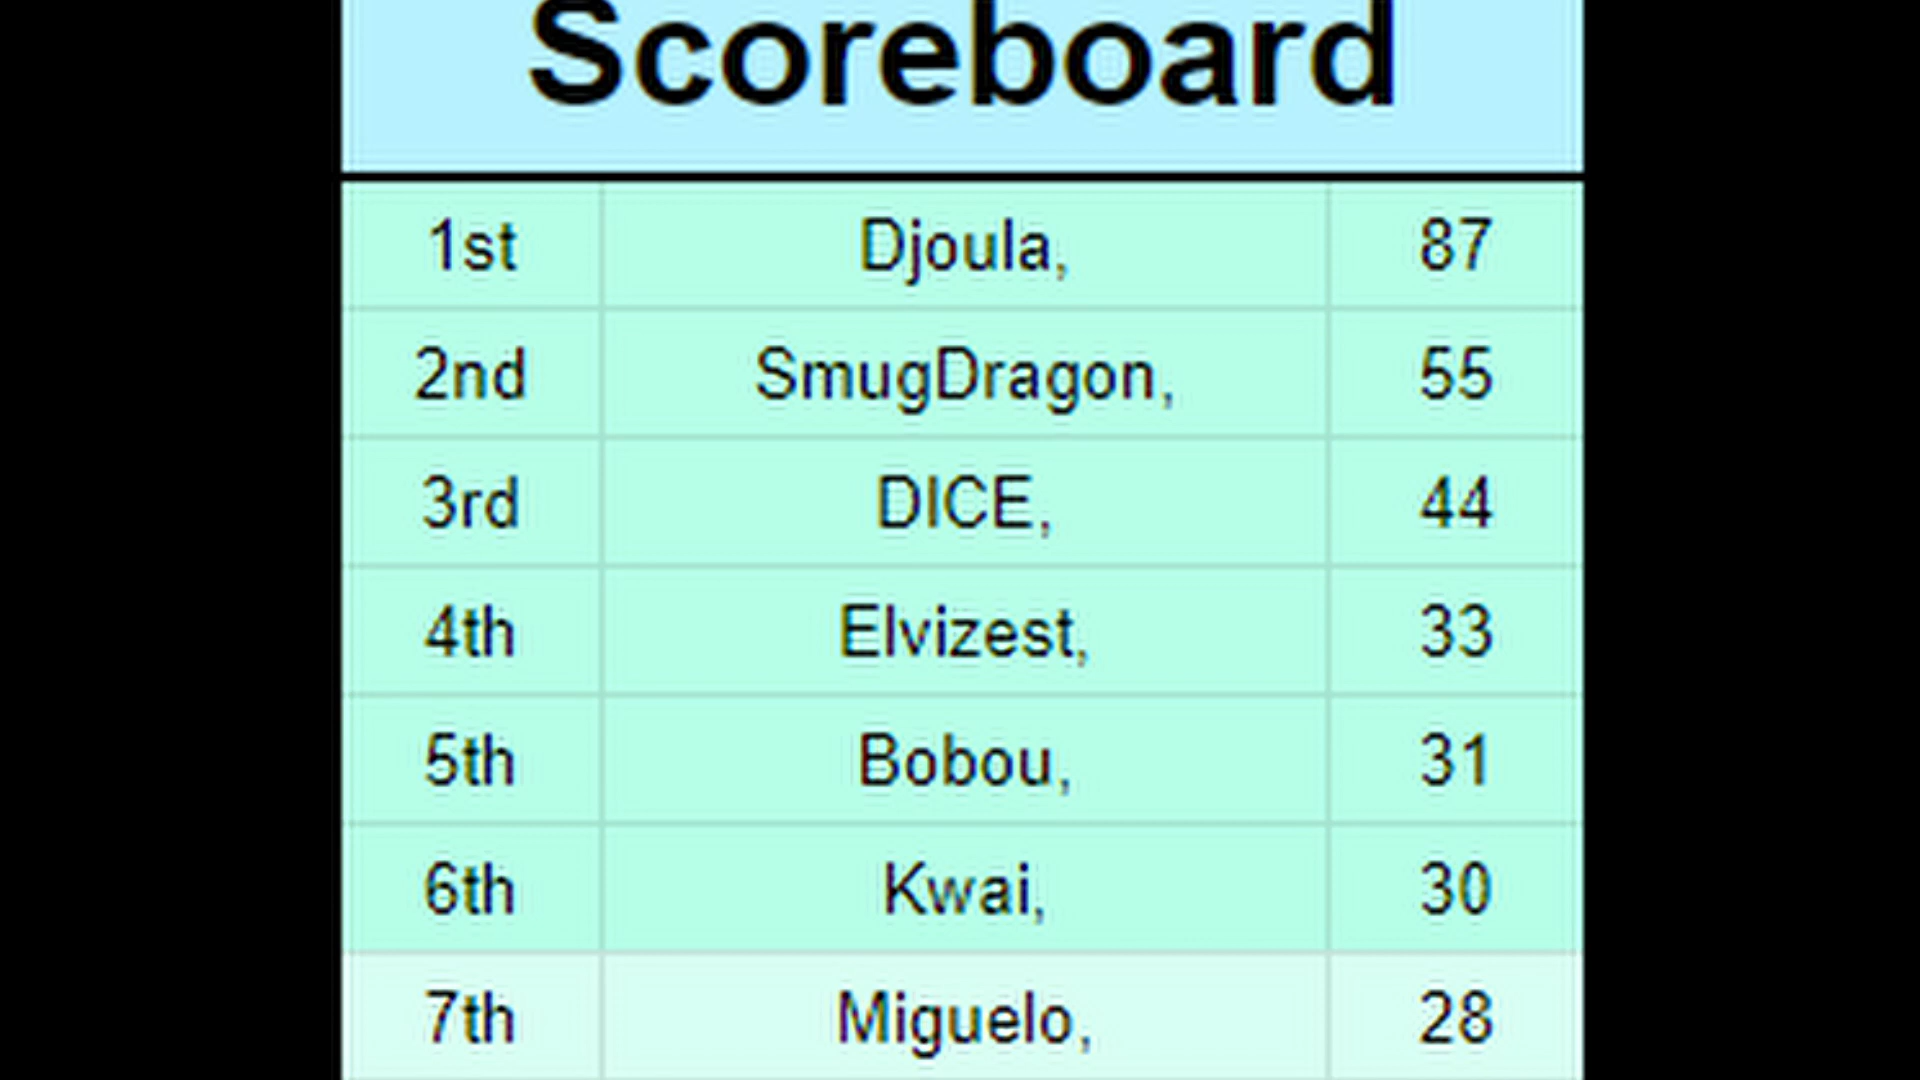 Scoreboard
1st Djoula, 87
2nd SmugDragon, 55
3rd DICE, 44
4th Elvizest, 33
5th Bobou, 31
6th Kwai, 30
7th Miguelo, 28